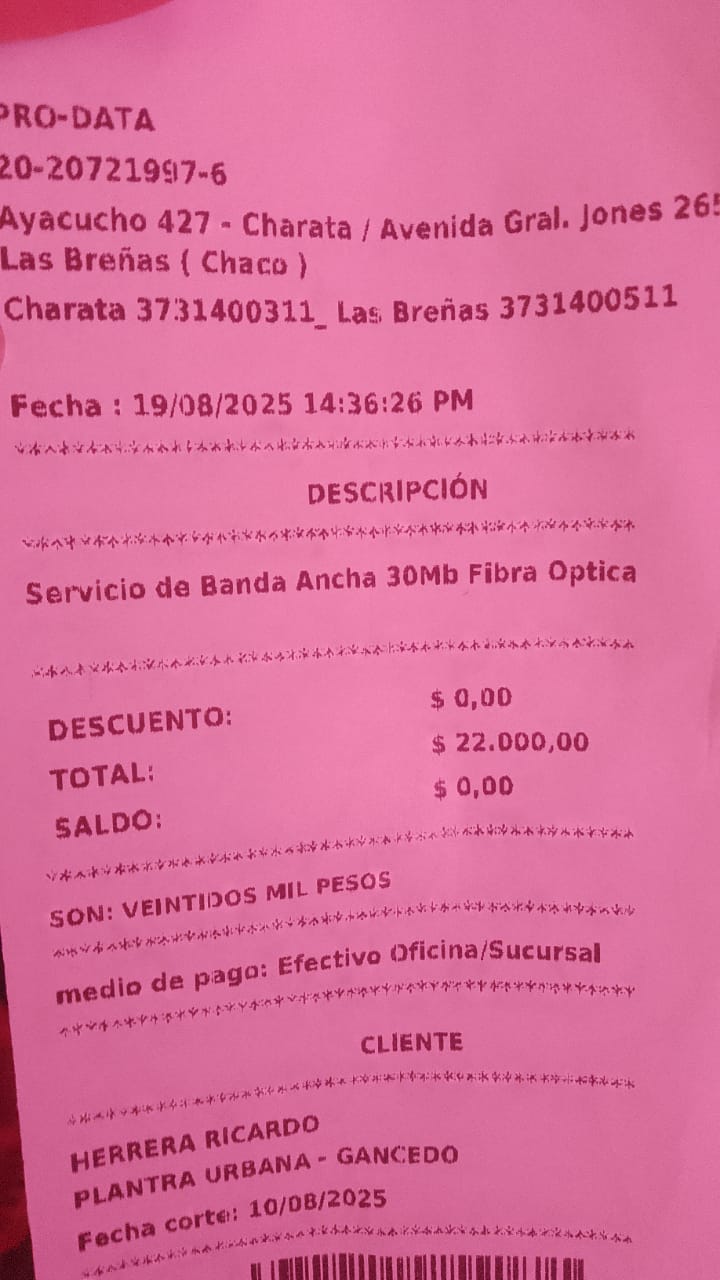 PRO-DATA
20-20721997-6
Ayacucho 427 - Charata / Avenida Gral. Jones 265
Las Breñas ( Chaco )
Charata 3731400311_ Las Breñas 3731400511
Fecha : 19/08/2025 14:36:26 PM
DESCRIPCIÓN
Servicio de Banda Ancha 30Mb Fibra Optica
DESCUENTO: $ 0,00
TOTAL: $ 22.000,00
SALDO: $ 0,00
SON: VEINTIDOS MIL PESOS
medio de pago: Efectivo Oficina/Sucursal
CLIENTE
HERRERA RICARDO
PLANTRA URBANA - GANCEDO
Fecha corte: 10/08/2025